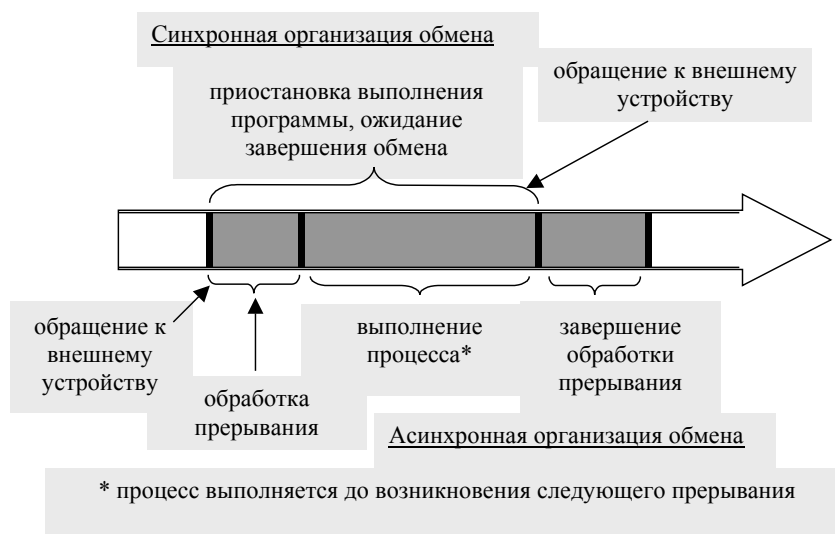 Синхронная организация обмена
приостановка выполнения
программы, ожидание
завершения обмена
обращение к внешнему
устройству
обращение к
внешнему
устройству
обработка
прерывания
выполнение
процесса*
завершение
обработки
прерывания
Асинхронная организация обмена
* процесс выполняется до возникновения следующего прерывания